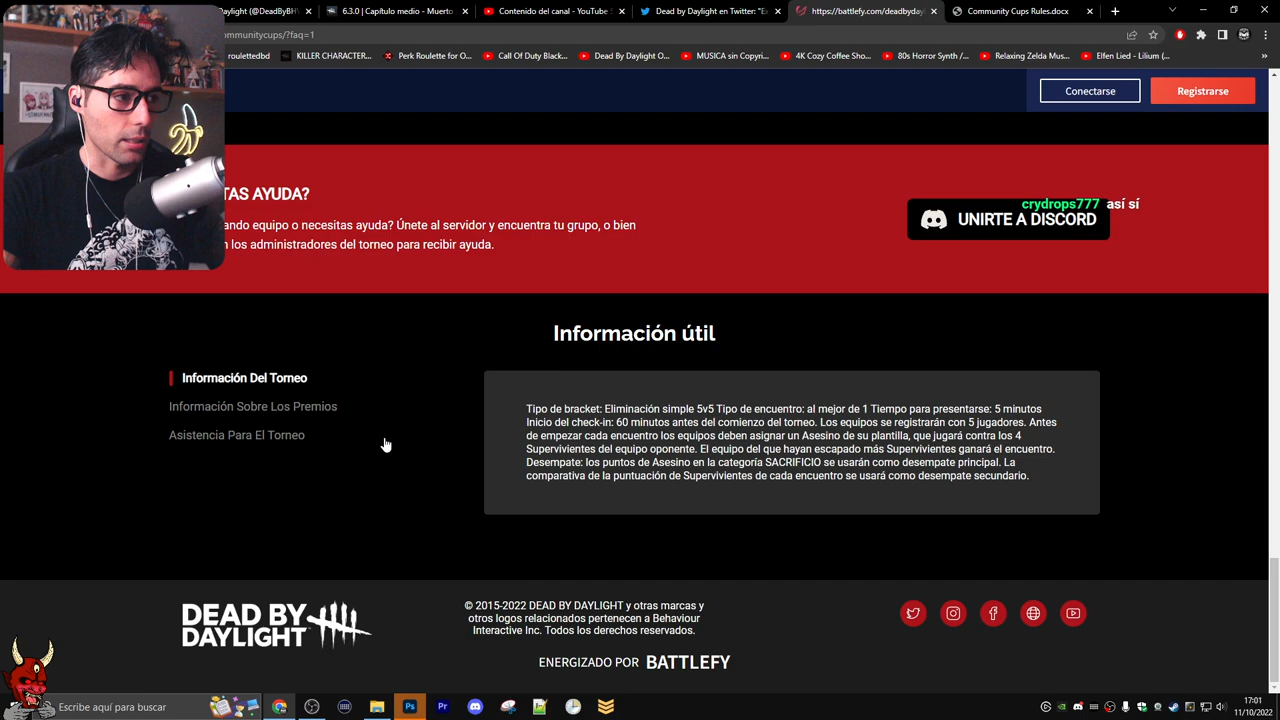 aylight (@DeadByBH
6.3.0 | Capítulo medio - Muerto
Contenido del canal - YouTube S
Dead by Daylight en Twitter: "E
https://battlefy.com/deadbyday
Community Cups Rules.docx
ommunitycups/?faq=1
roulettedbd
KILLER CHARACTER...
Perk Roulette for O...
Call Of Duty Black...
Dead By Daylight O...
MUSICA sin Copyri...
4K Cozy Coffee Sho...
80s Horror Synth /...
Relaxing Zelda Mus...
Elfen Lied - Lilium (...
Conectarse
Registrarse
TAS AYUDA?
ando equipo o necesitas ayuda? Únete al servidor y encuentra tu grupo, o bien
n los administradores del torneo para recibir ayuda.
crydrops777 así sí
UNIRTE A DISCORD
Información útil
Información Del Torneo
Información Sobre Los Premios
Asistencia Para El Torneo
Tipo de bracket: Eliminación simple 5v5 Tipo de encuentro: al mejor de 1 Tiempo para presentarse: 5 minutos
Inicio del check-in: 60 minutos antes del comienzo del torneo. Los equipos se registrarán con 5 jugadores. Antes
de empezar cada encuentro los equipos deben asignar un Asesino de su plantilla, que jugará contra los 4
Supervivientes del equipo oponente. El equipo del que hayan escapado más Supervivientes ganará el encuentro.
Desempate: los puntos de Asesino en la categoría SACRIFICIO se usarán como desempate principal. La
comparativa de la puntuación de Supervivientes de cada encuentro se usará como desempate secundario.
DEAD BY
DAYLIGHT
© 2015-2022 DEAD BY DAYLIGHT y otras marcas y
otros logos relacionados pertenecen a Behaviour
Interactive Inc. Todos los derechos reservados.
ENERGIZADO POR BATTLEFY
Escribe aquí para buscar
17:01
11/10/2022